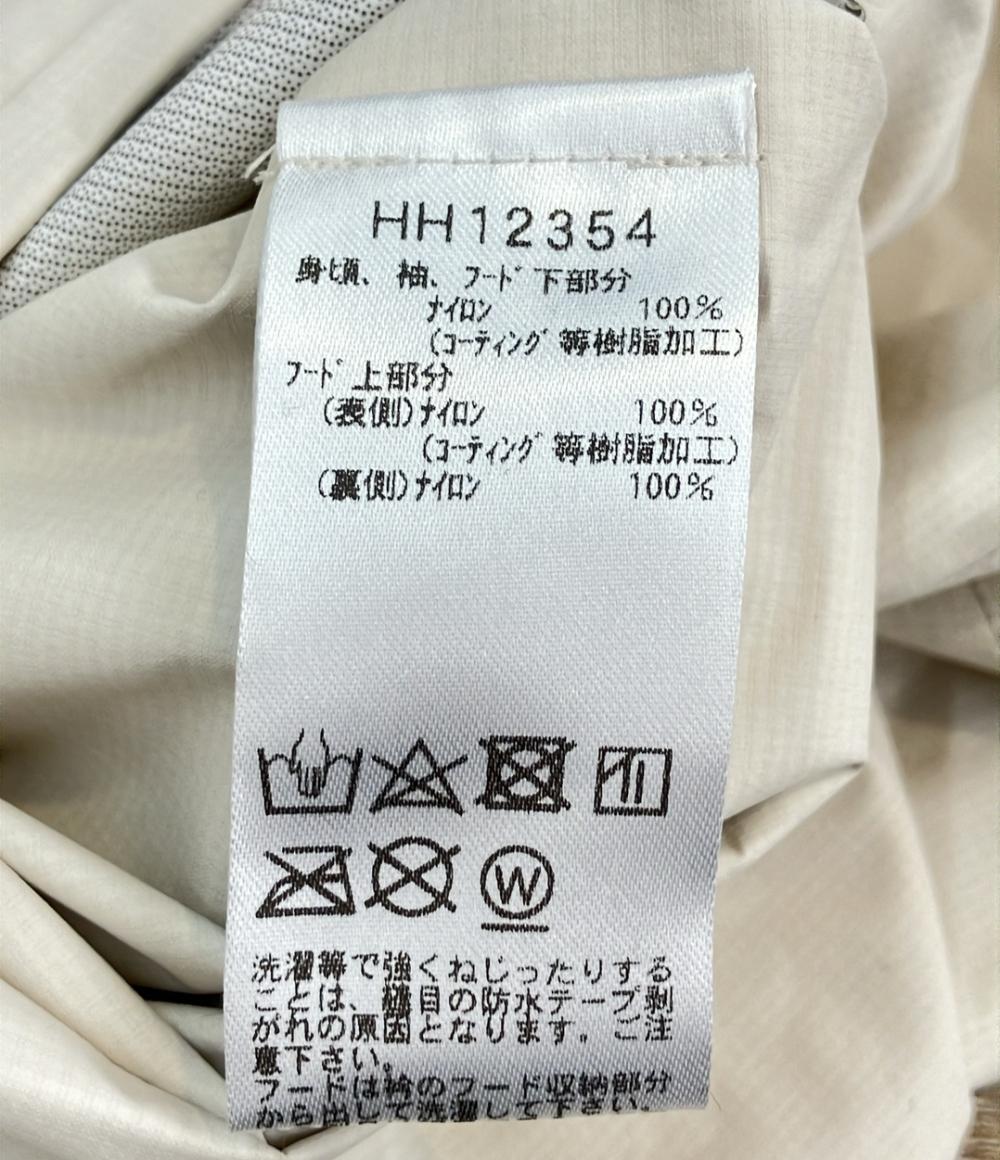 HH12354
身頃、袖、フード下部分
ナイロン 100%
(コーティング等樹脂加工)
フード上部分
(表側)ナイロン 100%
(コーティング等樹脂加工)
(裏側)ナイロン 100%
W
洗濯等で強くねじったりする
ことは、縫目の防水テープ剥
がれの原因となります。ご注
意下さい。
フードは衿のフード収納部分
から出して洗濯して下さい。